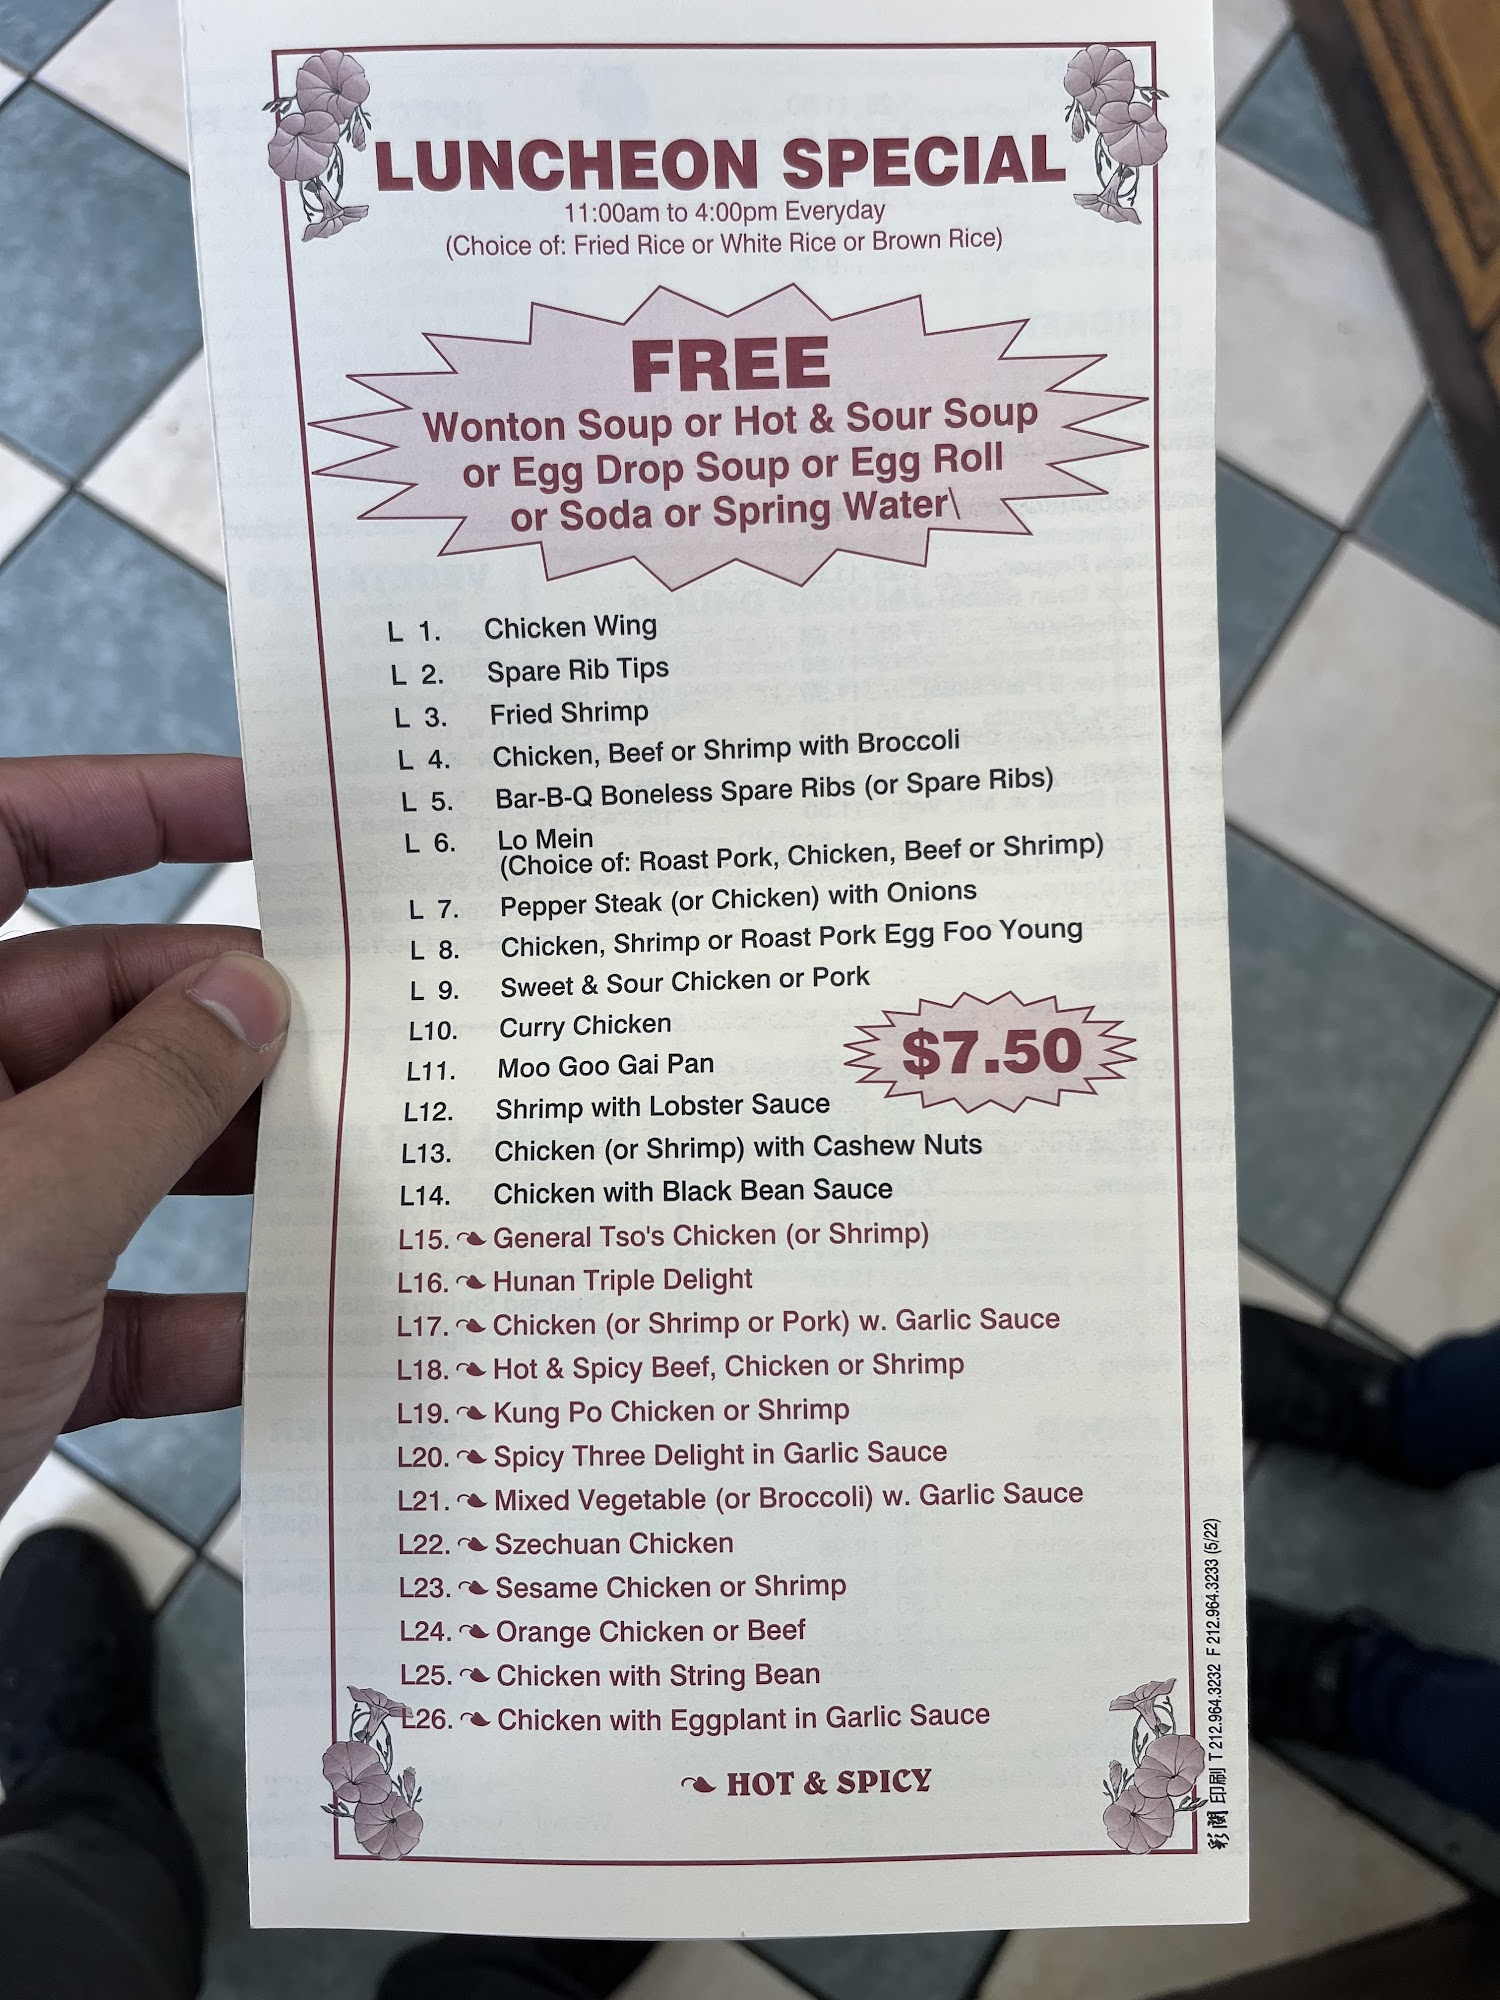 LUNCHEON SPECIAL
11:00am to 4:00pm Everyday
(Choice of: Fried Rice or White Rice or Brown Rice)
FREE
Wonton Soup or Hot & Sour Soup
or Egg Drop Soup or Egg Roll
or Soda or Spring Water\
L 1. Chicken Wing
L 2. Spare Rib Tips
L 3. Fried Shrimp
L 4. Chicken, Beef or Shrimp with Broccoli
L 5. Bar-B-Q Boneless Spare Ribs (or Spare Ribs)
L 6. Lo Mein
(Choice of: Roast Pork, Chicken, Beef or Shrimp)
L 7. Pepper Steak (or Chicken) with Onions
L 8. Chicken, Shrimp or Roast Pork Egg Foo Young
L 9. Sweet & Sour Chicken or Pork
L10. Curry Chicken
L11. Moo Goo Gai Pan
L12. Shrimp with Lobster Sauce
$7.50
L13. Chicken (or Shrimp) with Cashew Nuts
L14. Chicken with Black Bean Sauce
L15. General Tso's Chicken (or Shrimp)
L16. Hunan Triple Delight
L17. Chicken (or Shrimp or Pork) w. Garlic Sauce
L18. Hot & Spicy Beef, Chicken or Shrimp
L19. Kung Po Chicken or Shrimp
L20. Spicy Three Delight in Garlic Sauce
L21. Mixed Vegetable (or Broccoli) w. Garlic Sauce
L22. Szechuan Chicken
L23. Sesame Chicken or Shrimp
L24. Orange Chicken or Beef
L25. Chicken with String Bean
L26. Chicken with Eggplant in Garlic Sauce
HOT & SPICY
印刷 T 212.964.3232 F 212.964.3233 (5/22)